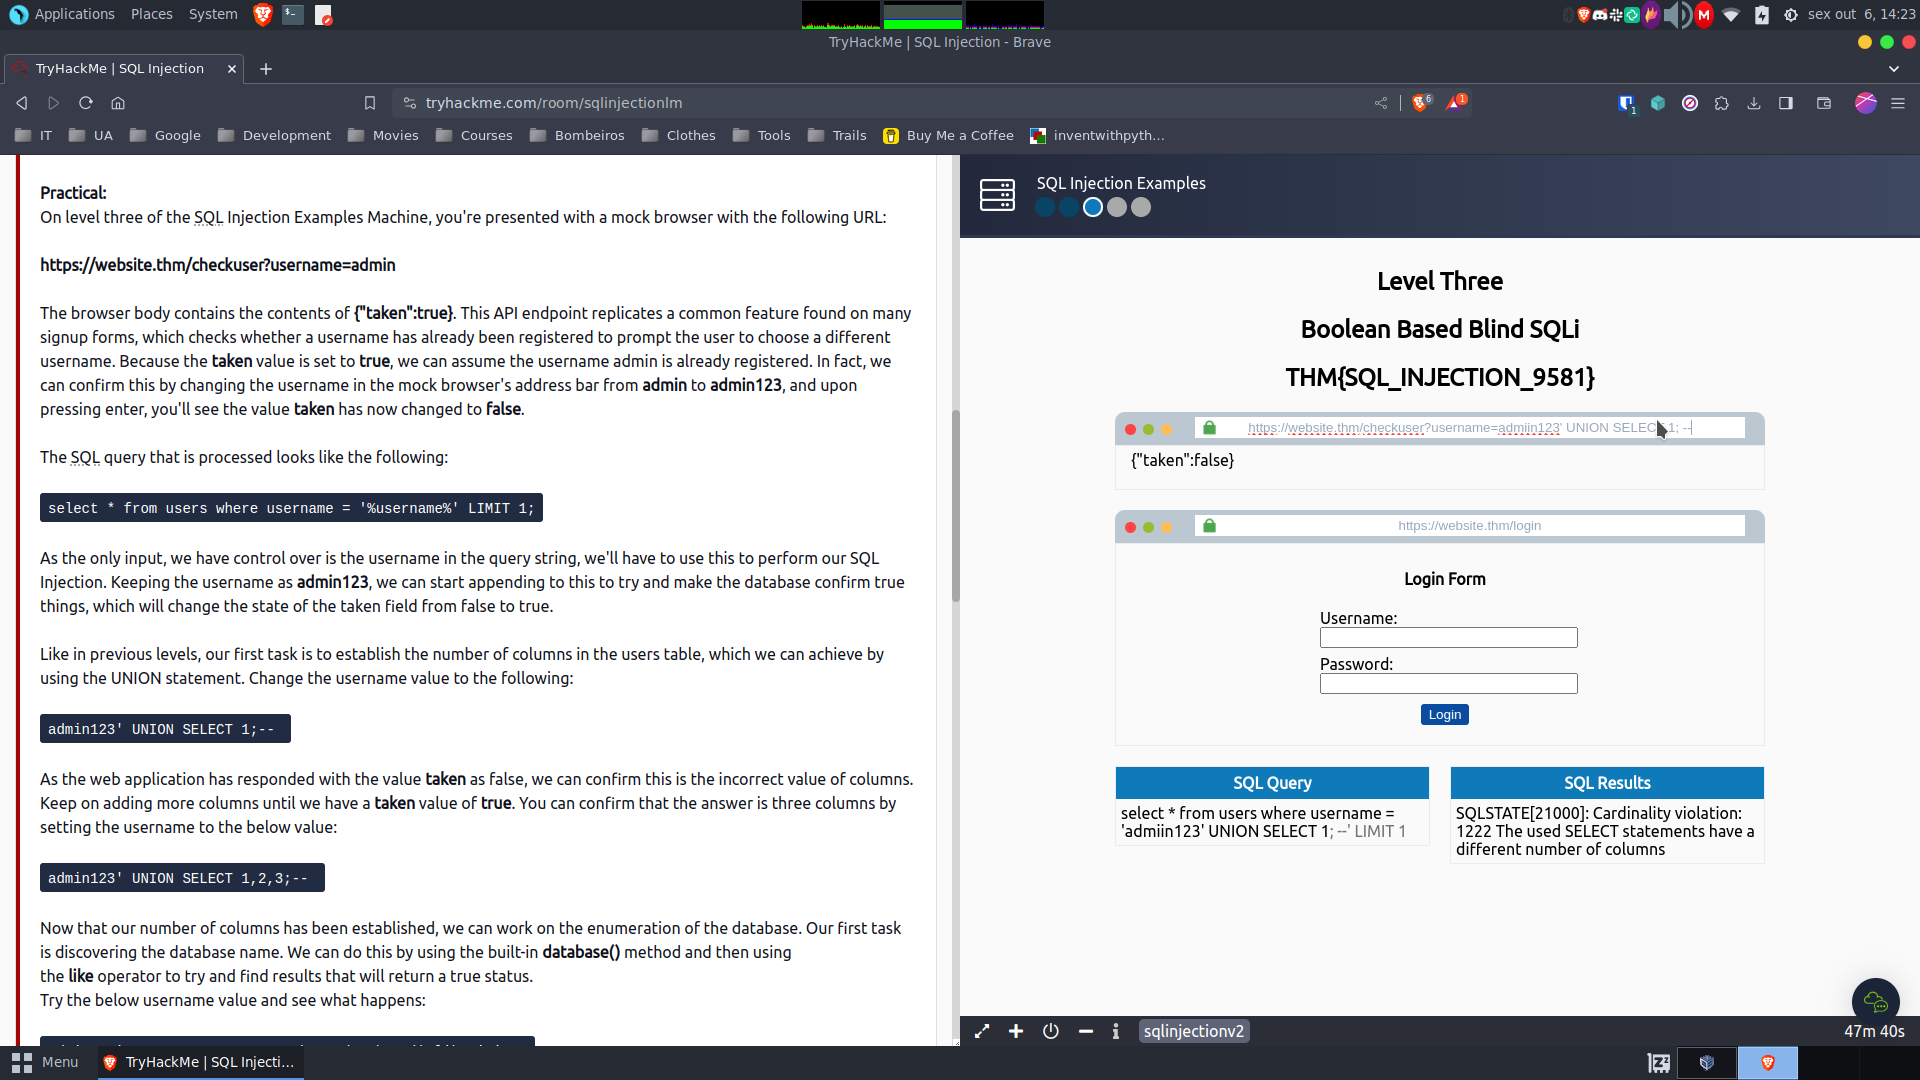 Applications Places System
sex out 6, 14:23
TryHackMe | SQL Injection - Brave
TryHackMe | SQL Injection
tryhackme.com/room/sqlinjectionlm
6
1
1
IT UA Google Development Movies Courses Bombeiros Clothes Tools Trails Buy Me a Coffee inventwithpyth...
Practical:
On level three of the SQL Injection Examples Machine, you're presented with a mock browser with the following URL:
https://website.thm/checkuser?username=admin
The browser body contains the contents of {"taken":true}. This API endpoint replicates a common feature found on many
signup forms, which checks whether a username has already been registered to prompt the user to choose a different
username. Because the taken value is set to true, we can assume the username admin is already registered. In fact, we
can confirm this by changing the username in the mock browser's address bar from admin to admin123, and upon
pressing enter, you'll see the value taken has now changed to false.
The SQL query that is processed looks like the following:
select * from users where username = '%username%' LIMIT 1;
As the only input, we have control over is the username in the query string, we'll have to use this to perform our SQL
Injection. Keeping the username as admin123, we can start appending to this to try and make the database confirm true
things, which will change the state of the taken field from false to true.
Like in previous levels, our first task is to establish the number of columns in the users table, which we can achieve by
using the UNION statement. Change the username value to the following:
admin123' UNION SELECT 1;--
As the web application has responded with the value taken as false, we can confirm this is the incorrect value of columns.
Keep on adding more columns until we have a taken value of true. You can confirm that the answer is three columns by
setting the username to the below value:
admin123' UNION SELECT 1,2,3;--
Now that our number of columns has been established, we can work on the enumeration of the database. Our first task
is discovering the database name. We can do this by using the built-in database() method and then using
the like operator to try and find results that will return a true status.
Try the below username value and see what happens:
SQL Injection Examples
Level Three
Boolean Based Blind SQLi
THM{SQL_INJECTION_9581}
https://website.thm/checkuser?username=admiin123' UNION SELECT 1; --
{"taken":false}
https://website.thm/login
Login Form
Username:
Password:
Login
SQL Query
select * from users where username =
'admiin123' UNION SELECT 1; --' LIMIT 1
SQL Results
SQLSTATE[21000]: Cardinality violation:
1222 The used SELECT statements have a
different number of columns
sqlinjectionv2
47m 40s
Menu
TryHackMe | SQL Injecti...